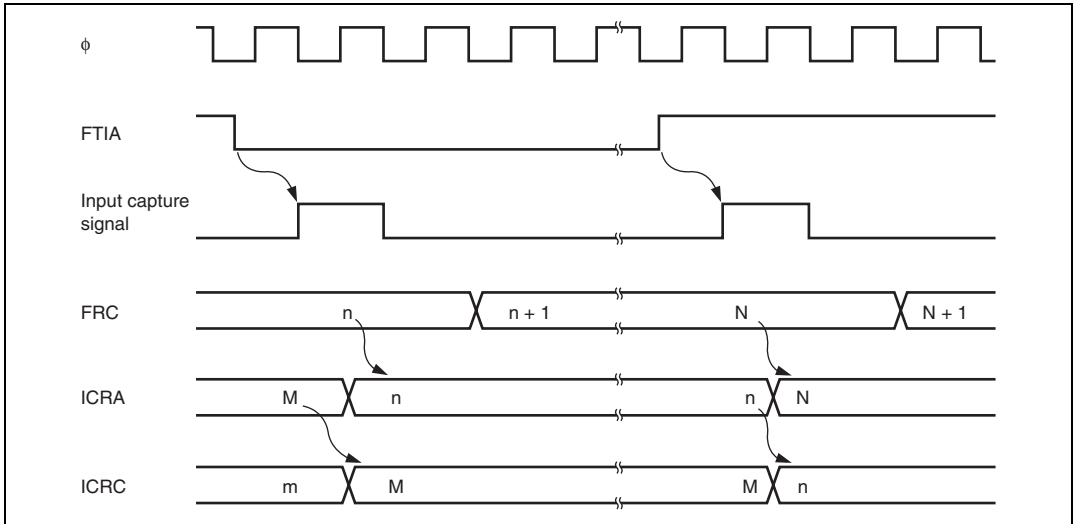 ϕ
FTIA
Input capture
signal
FRC n n + 1 N N + 1
ICRA M n n N
ICRC m M M n